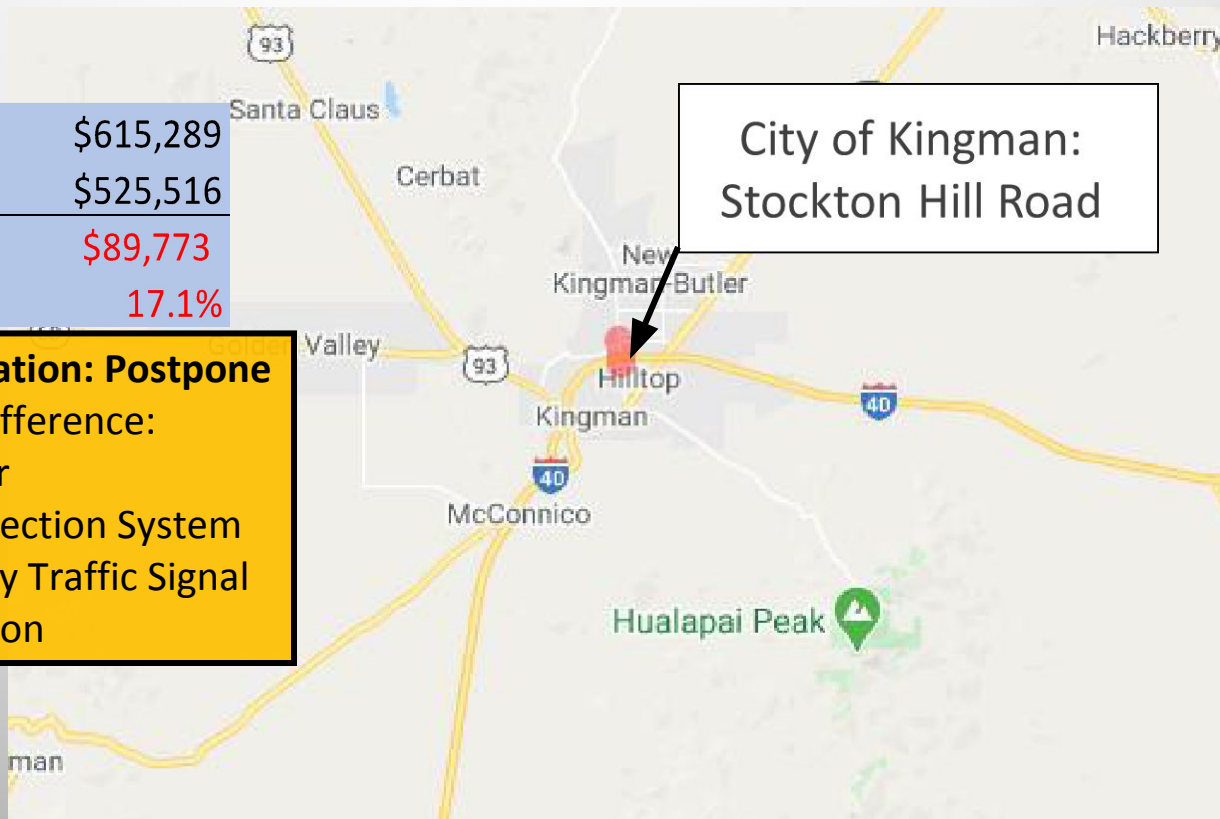 93
Hackberry
Santa Claus
$615,289
$525,516
$89,773
17.1%
City of Kingman:
Stockton Hill Road
Cerbat
New
Kingman-Butler
Valley
93
Hilltop
40
Kingman
ation: Postpone
fference:
r
ection System
y Traffic Signal
on
40
McConnico
Hualapai Peak
man